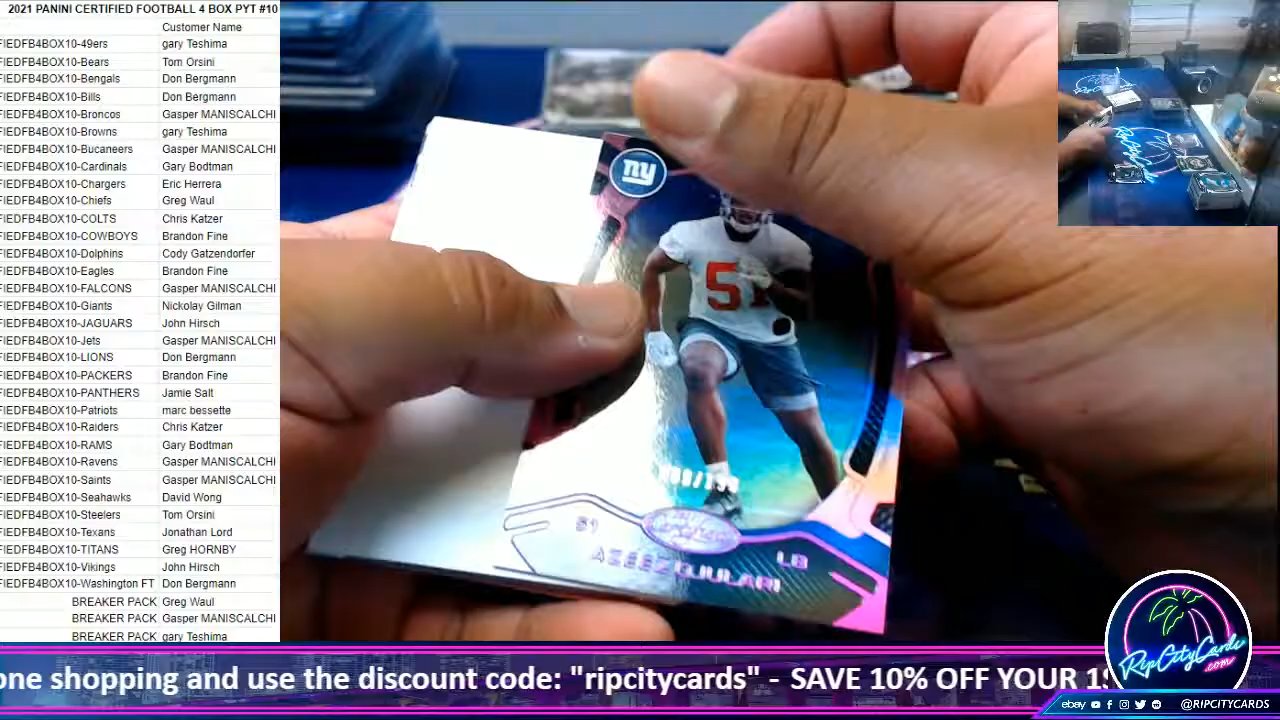 2021 PANINI CERTIFIED FOOTBALL 4 BOX PYT #10
Customer Name
FIEDFB4BOX10-49ers gary Teshima
FIEDFB4BOX10-Bears Tom Orsini
FIEDFB4BOX10-Bengals Don Bergmann
FIEDFB4BOX10-Bills Don Bergmann
FIEDFB4BOX10-Broncos Gasper MANISCALCHI
FIEDFB4BOX10-Browns gary Teshima
FIEDFB4BOX10-Bucaneers Gasper MANISCALCHI
FIEDFB4BOX10-Cardinals Gary Bodtman
FIEDFB4BOX10-Chargers Eric Herrera
FIEDFB4BOX10-Chiefs Greg Waul
FIEDFB4BOX10-COLTS Chris Katzer
FIEDFB4BOX10-COWBOYS Brandon Fine
FIEDFB4BOX10-Dolphins Cody Gatzendorfer
FIEDFB4BOX10-Eagles Brandon Fine
FIEDFB4BOX10-FALCONS Gasper MANISCALCHI
FIEDFB4BOX10-Giants Nickolay Gilman
FIEDFB4BOX10-JAGUARS John Hirsch
FIEDFB4BOX10-Jets Gasper MANISCALCHI
FIEDFB4BOX10-LIONS Don Bergmann
FIEDFB4BOX10-PACKERS Brandon Fine
FIEDFB4BOX10-PANTHERS Jamie Salt
FIEDFB4BOX10-Patriots marc bessette
FIEDFB4BOX10-Raiders Chris Katzer
FIEDFB4BOX10-RAMS Gary Bodtman
FIEDFB4BOX10-Ravens Gasper MANISCALCHI
FIEDFB4BOX10-Saints Gasper MANISCALCHI
FIEDFB4BOX10-Seahawks David Wong
FIEDFB4BOX10-Steelers Tom Orsini
FIEDFB4BOX10-Texans Jonathan Lord
FIEDFB4BOX10-TITANS Greg HORNBY
FIEDFB4BOX10-Vikings John Hirsch
FIEDFB4BOX10-Washington FT Don Bergmann
BREAKER PACK Greg Waul
BREAKER PACK Gasper MANISCALCHI
BREAKER PACK gary Teshima
ny
51
51
AZEEZ OJULARI
LB
one shopping and use the discount code: "ripcitycards" - SAVE 10% OFF YOUR 1S
RipCityCards
.com
ebay @RIPCITYCARDS